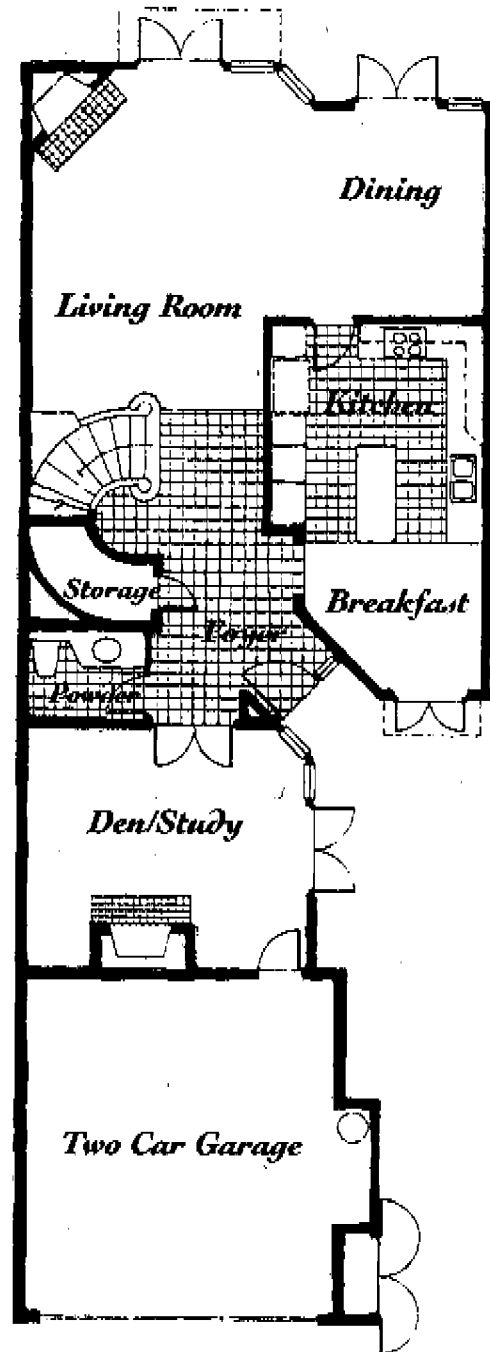 Dining
Living Room
Kitchen
Storage
Breakfast
Foyer
Powder
Den/Study
Two Car Garage